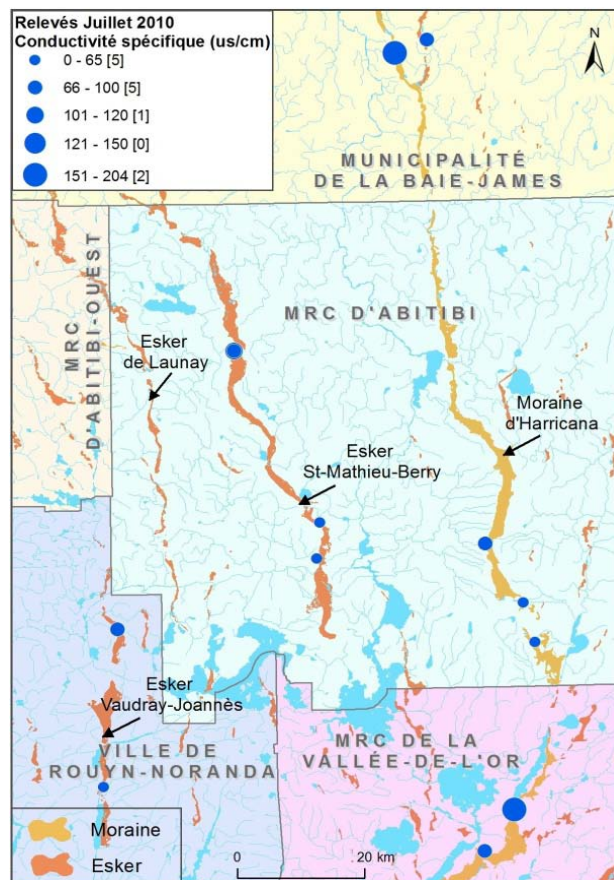 Relevés Juillet 2010
Conductivité spécifique (us/cm)
0 - 65 [5]
66 - 100 [5]
101 - 120 [1]
121 - 150 [0]
151 - 204 [2]
N
MUNICIPALITÉ
DE LA BAIE-JAMES
MRC
D'ABITIBI-OUEST
MRC D'ABITIBI
Esker
de Launay
Moraine
d'Harricana
Esker
St-Mathieu-Berry
Esker
Vaudray-Joannès
VILLE DE
ROUYN-NORANDA
MRC DE LA
VALLÉE-DE-L'OR
Moraine
Esker
0 20 km